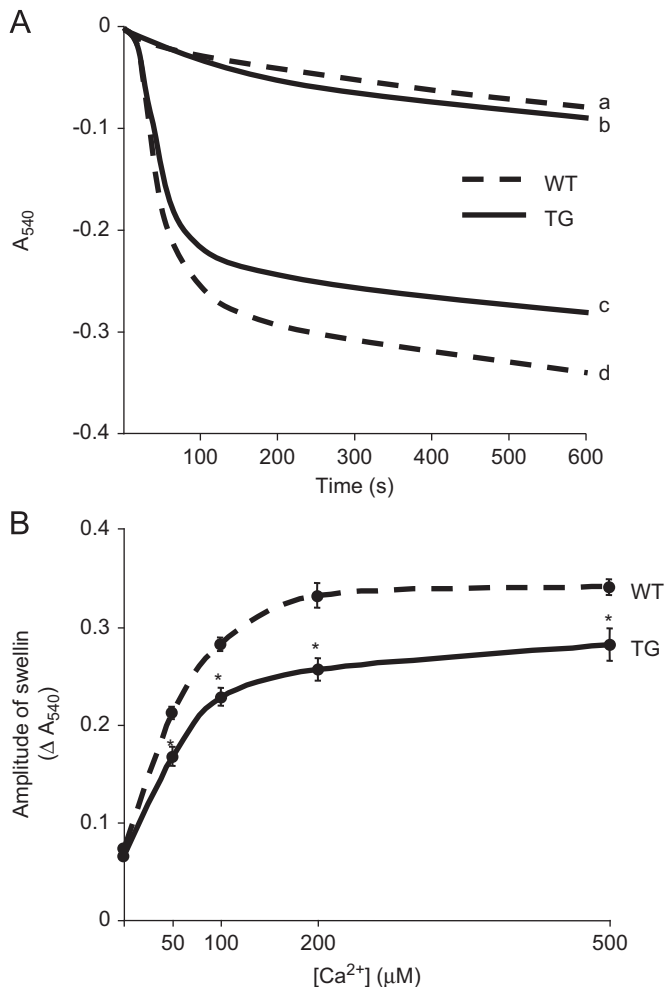 A
0
-0.1
-0.2
-0.3
-0.4
A540
100
200
300
400
500
600
Time (s)
a
b
c
d
WT
TG
B
0.4
0.3
0.2
0.1
0
Amplitude of swellin
(Δ A540)
50
100
200
500
[Ca2+] (μM)
WT
TG
*
*
*
*